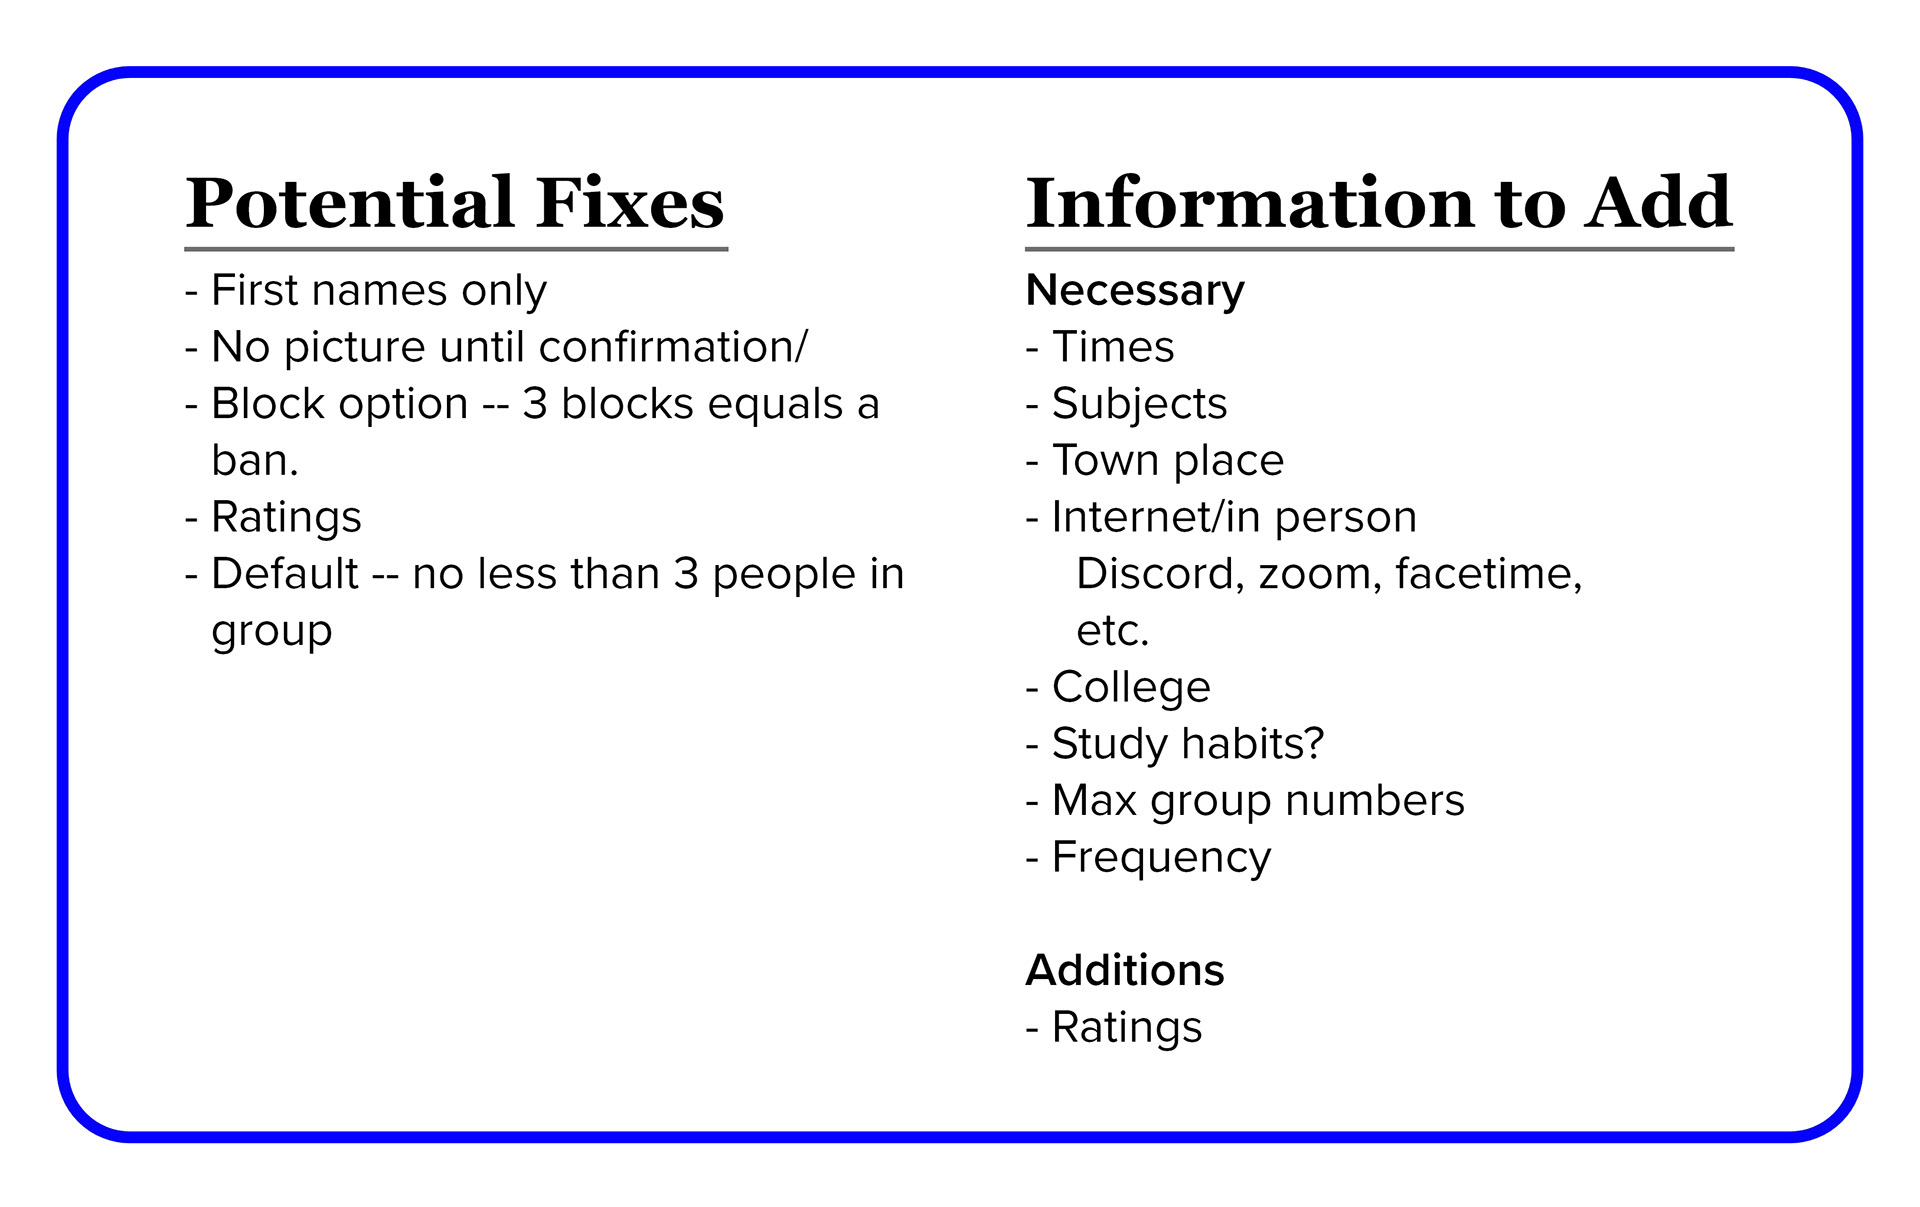 Potential Fixes
- First names only
- No picture until confirmation/
- Block option -- 3 blocks equals a
ban.
- Ratings
- Default -- no less than 3 people in
group
Information to Add
Necessary
- Times
- Subjects
- Town place
- Internet/in person
Discord, zoom, facetime,
etc.
- College
- Study habits?
- Max group numbers
- Frequency
Additions
- Ratings